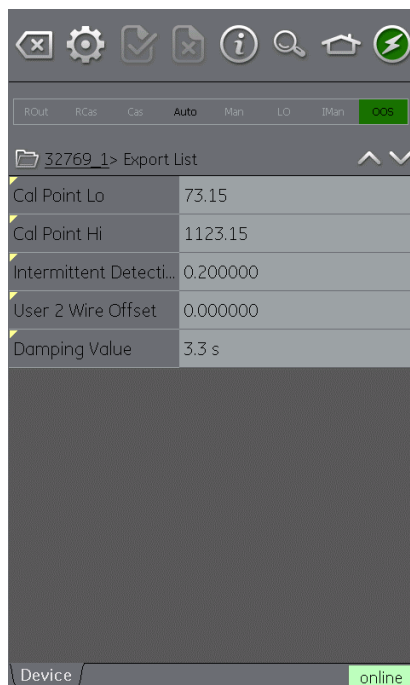 ROut RCas Cas Auto Man LO IMan OOS
32769_1> Export List
Cal Point Lo 73.15
Cal Point Hi 1123.15
Intermittent Detecti... 0.200000
User 2 Wire Offset 0.000000
Damping Value 3.3 s
Device online